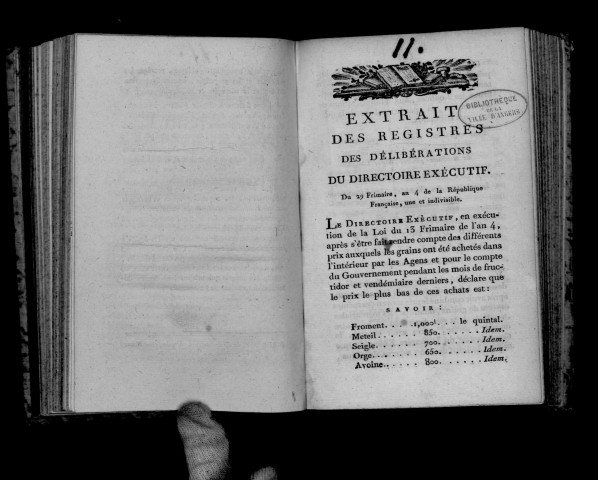 11.
BIBLIOTHÈQUE
DE LA
VILLE D'ANGERS
EXTRAIT
DES REGISTRES
DES DÉLIBÉRATIONS
DU DIRECTOIRE EXÉCUTIF.
Du 29 Frimaire, an 4 de la République
Française, une et indivisible.
LE DIRECTOIRE EXÉCUTIF, en exécu-
tion de la Loi du 13 Frimaire de l'an 4,
après s'être fait rendre compte des différents
prix auxquels les grains ont été achetés dans
l'intérieur par les Agens et pour le compte
du Gouvernement pendant les mois de fruc-
tidor et vendémiaire derniers, déclare que
le prix le plus bas de ces achats est:
SAVOIR:
Froment. . . . 1,000. . . . le quintal.
Meteil . . . . . . 850. . . . . . Idem.
Seigle. . . . . . . 700. . . . . . Idem.
Orge. . . . . . . . 650. . . . . . Idem.
Avoine. . . . . . 800. . . . . . Idem.